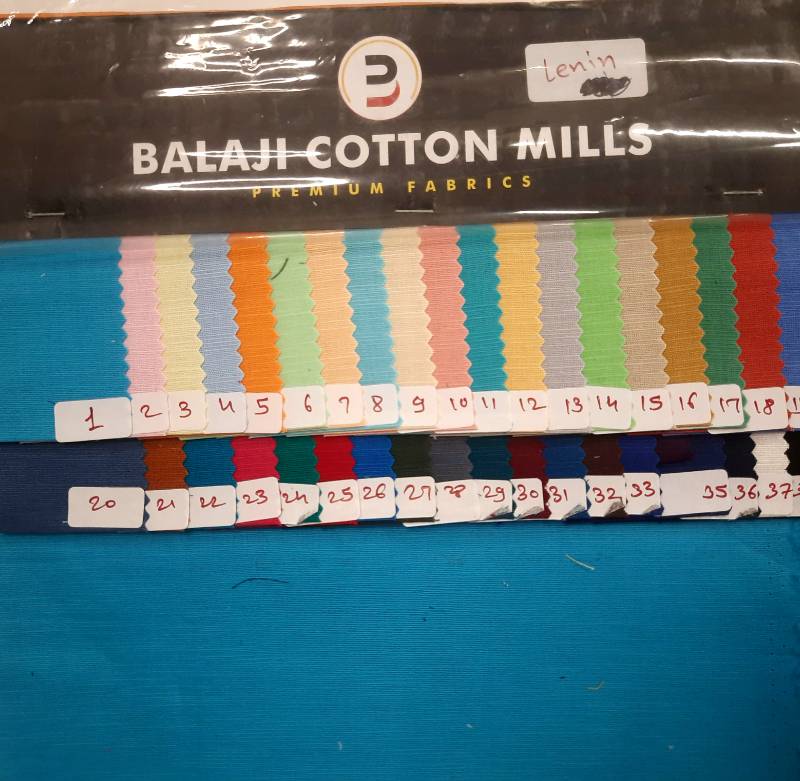 Lenin
BALAJI COTTON MILLS
PREMIUM FABRICS
1 2 3 4 5 6 7 8 9 10 11 12 13 14 15 16 17 18
20 21 22 23 24 25 26 27 28 29 30 31 32 33 35 36 37